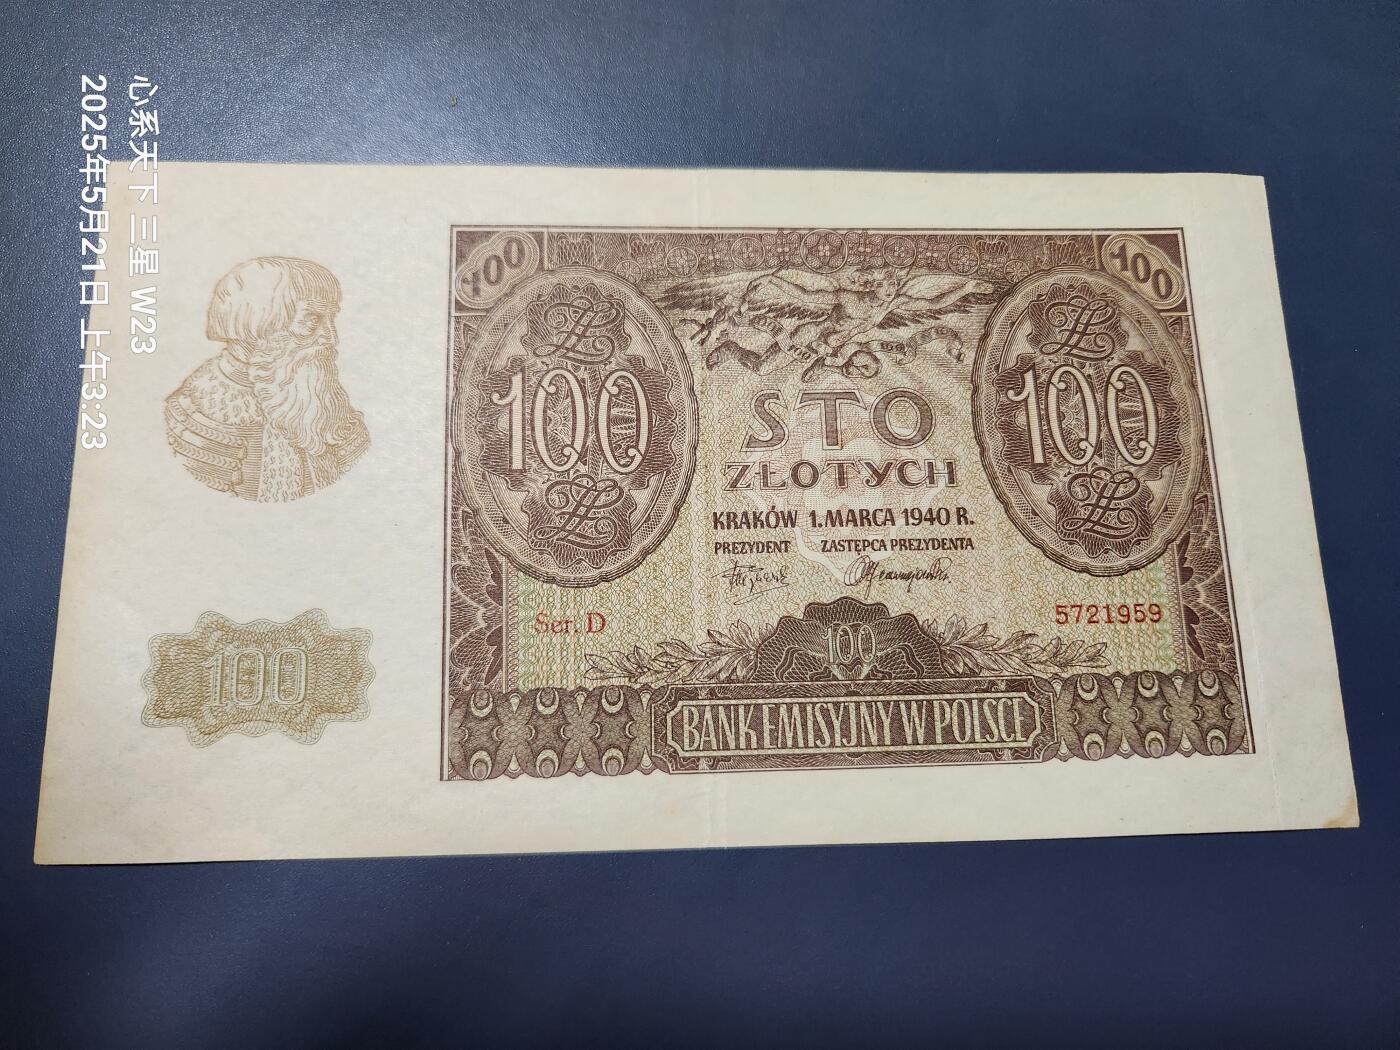 心系天下 三星 W23
2025年5月21日 上午3:23
100
100
100
100
STO
ZŁOTYCH
KRAKÓW 1. MARCA 1940 R.
PREZYDENT ZASTĘPCA PREZYDENTA
Ser. D
5721959
100
100
BANK EMISYJNY W POLSCE